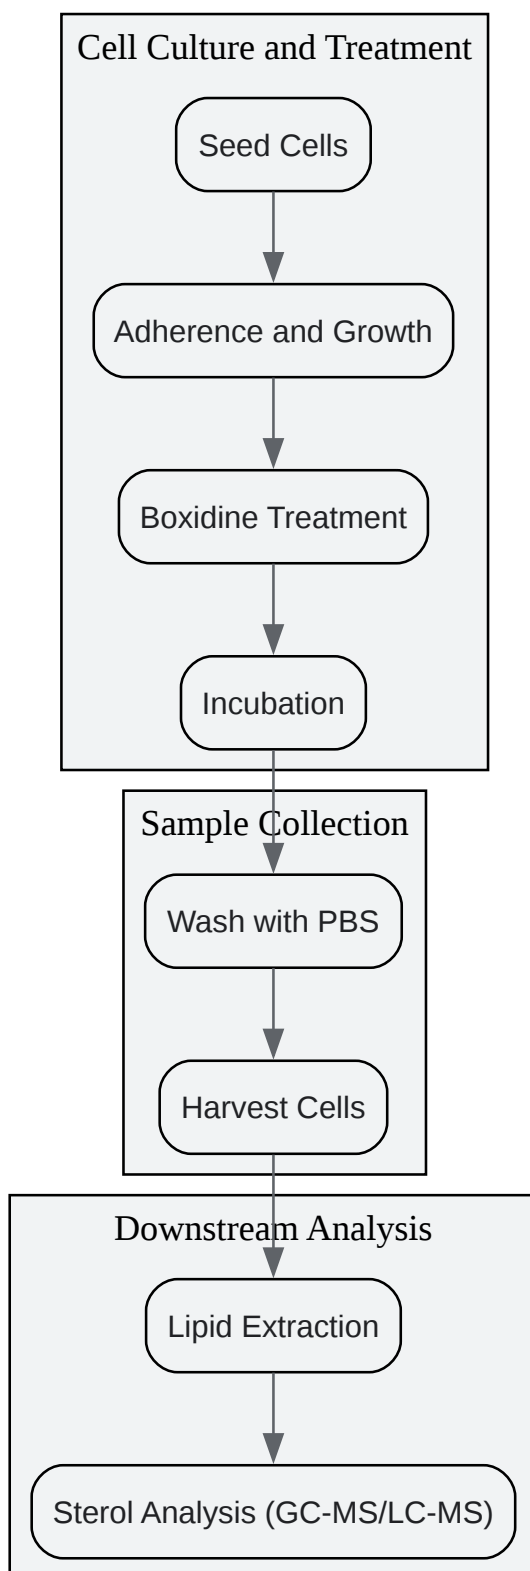 Cell Culture and Treatment
Seed Cells
Adherence and Growth
Boxidine Treatment
Incubation
Sample Collection
Wash with PBS
Harvest Cells
Downstream Analysis
Lipid Extraction
Sterol Analysis (GC-MS/LC-MS)